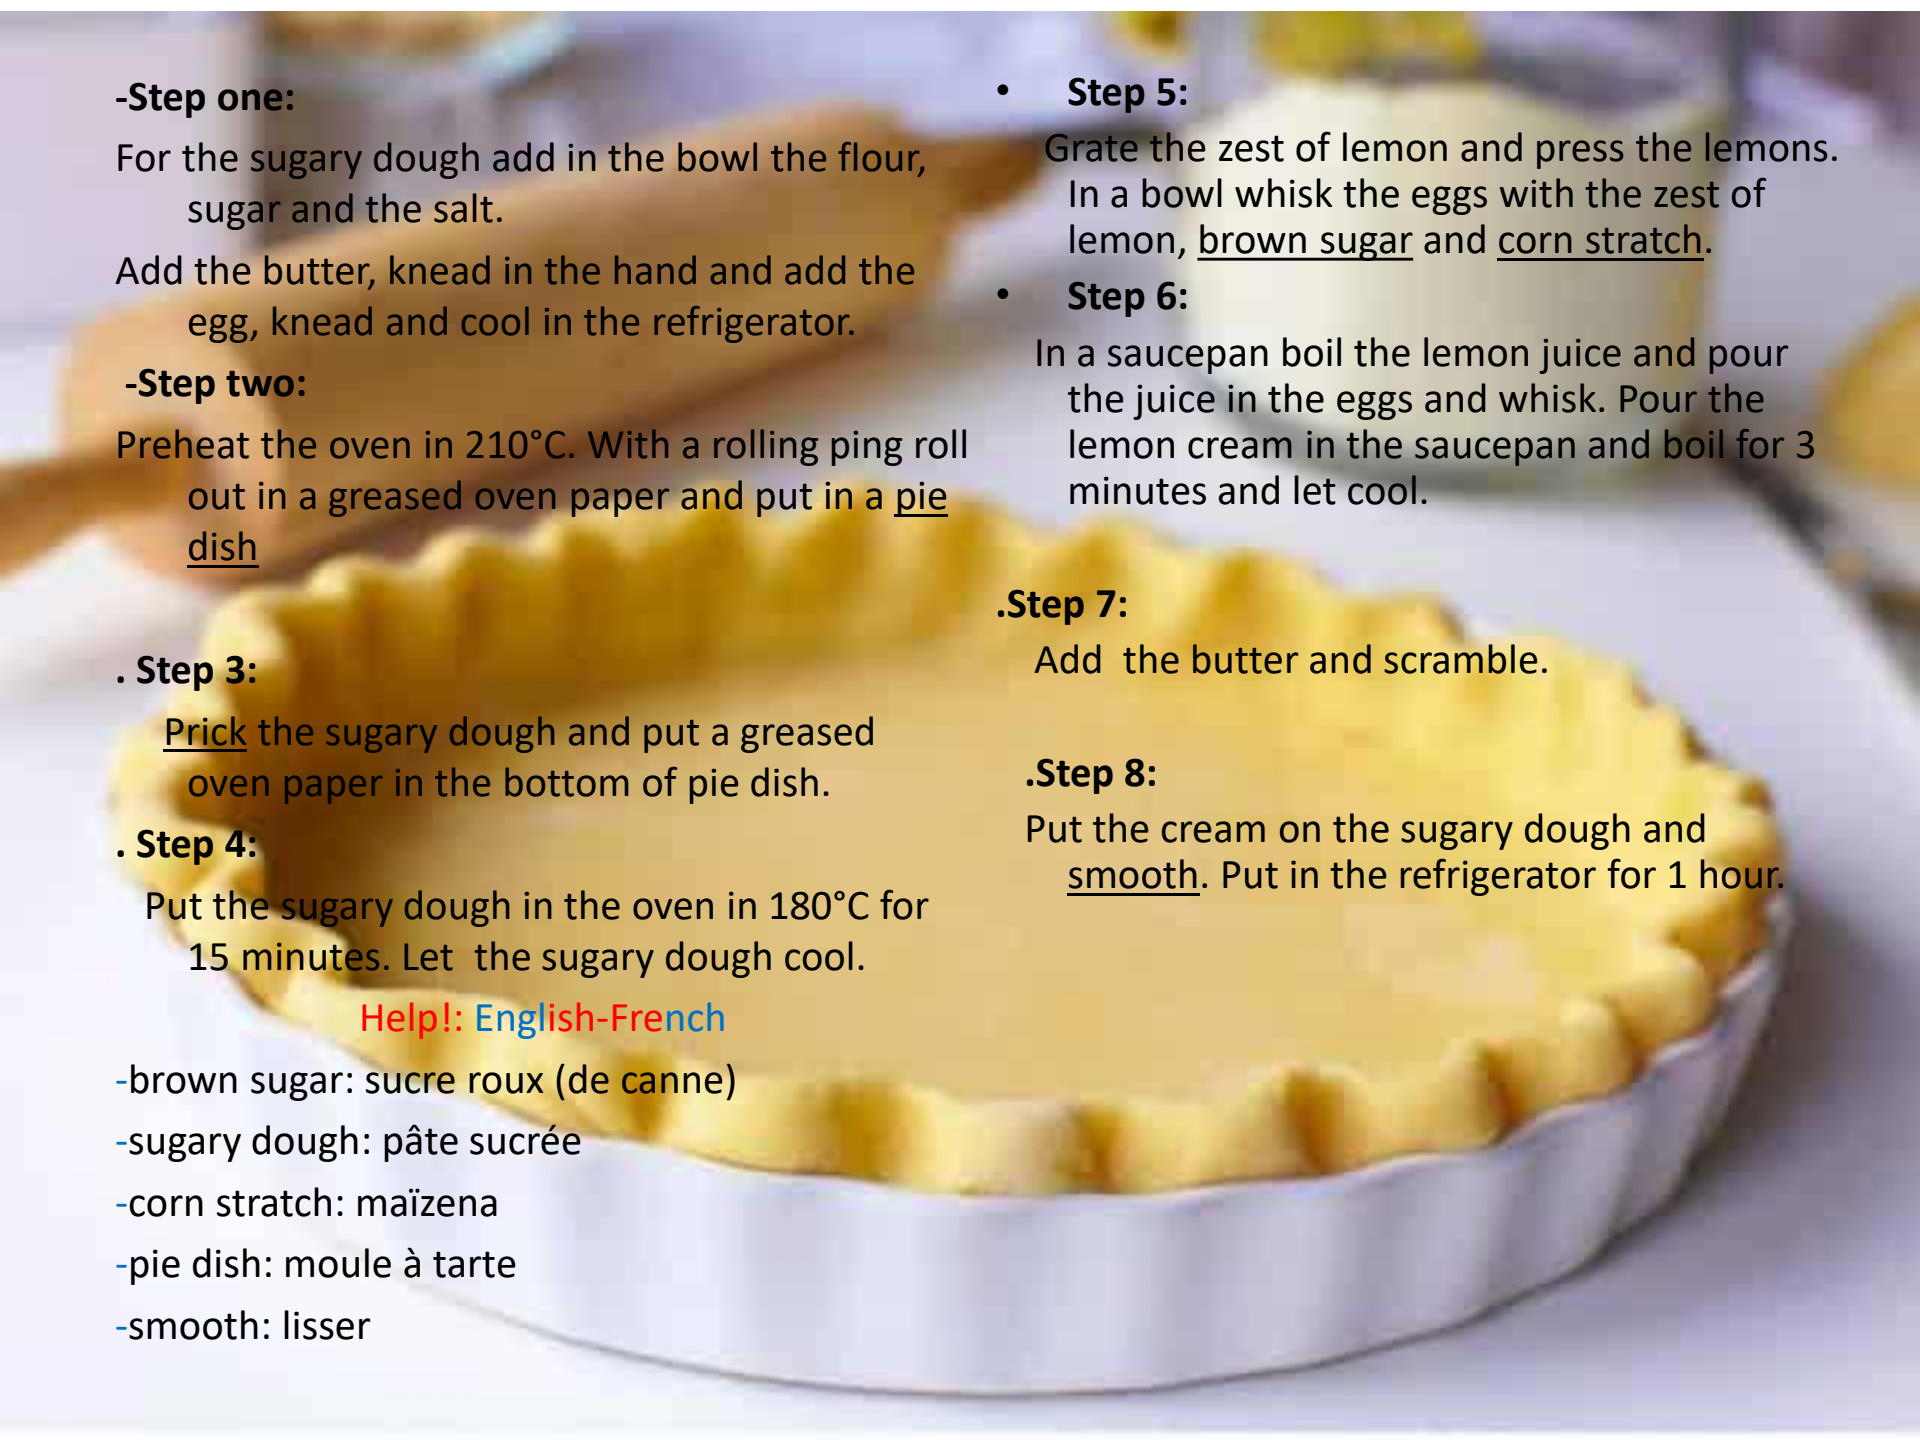 -Step one:
For the sugary dough add in the bowl the flour,
sugar and the salt.
Add the butter, knead in the hand and add the
egg, knead and cool in the refrigerator.
-Step two:
Preheat the oven in 210°C. With a rolling ping roll
out in a greased oven paper and put in a pie
dish
. Step 3:
Prick the sugary dough and put a greased
oven paper in the bottom of pie dish.
. Step 4:
Put the sugary dough in the oven in 180°C for
15 minutes. Let  the sugary dough cool.
Help!: English-French
-brown sugar: sucre roux (de canne)
-sugary dough: pâte sucrée
-corn stratch: maïzena
-pie dish: moule à tarte
-smooth: lisser
• Step 5:
Grate the zest of lemon and press the lemons.
In a bowl whisk the eggs with the zest of
lemon, brown sugar and corn stratch.
• Step 6:
In a saucepan boil the lemon juice and pour
the juice in the eggs and whisk. Pour the
lemon cream in the saucepan and boil for 3
minutes and let cool.
.Step 7:
Add  the butter and scramble.
.Step 8:
Put the cream on the sugary dough and
smooth. Put in the refrigerator for 1 hour.